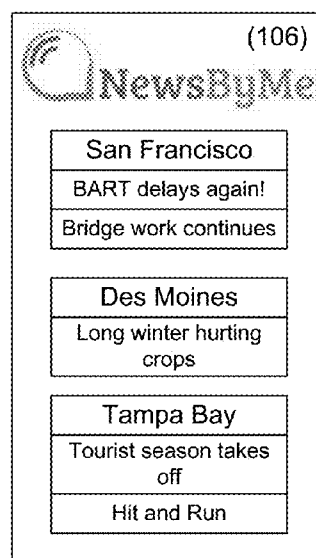 (106)
NewsByMe
San Francisco
BART delays again!
Bridge work continues
Des Moines
Long winter hurting
crops
Tampa Bay
Tourist season takes
off
Hit and Run